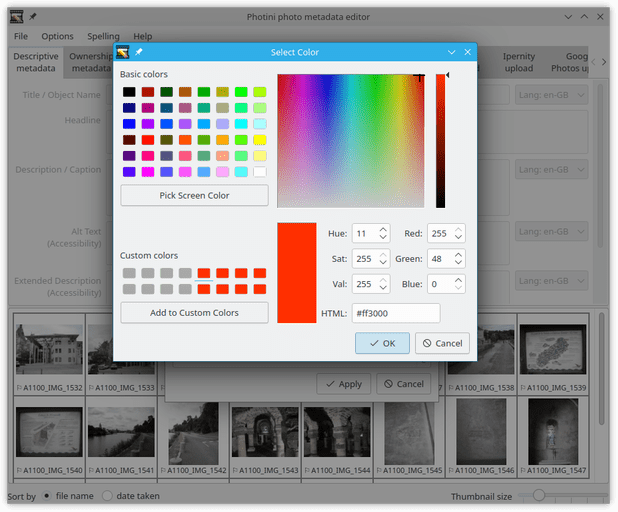 Photini photo metadata editor
File Options Spelling Help
Descriptive metadata
Ownership metadata
Ipernity upload
Goog
Photos u
Title / Object Name
Lang: en-GB
Headline
Description / Caption
Lang: en-GB
Alt Text
(Accessibility)
Lang: en-GB
Extended Description
(Accessibility)
Lang: en-GB
Select Color
Basic colors
Pick Screen Color
Custom colors
Add to Custom Colors
Hue: 11 Red: 255
Sat: 255 Green: 48
Val: 255 Blue: 0
HTML: #ff3000
OK Cancel
Apply Cancel
A1100_IMG_1532 A1100_IMG_1533 A1100_IMG_1538 A1100_IMG_1539
A1100_IMG_1540 A1100_IMG_1541 A1100_IMG_1542 A1100_IMG_1543 A1100_IMG_1544 A1100_IMG_1545 A1100_IMG_1546 A1100_IMG_1547
Sort by file name date taken Thumbnail size